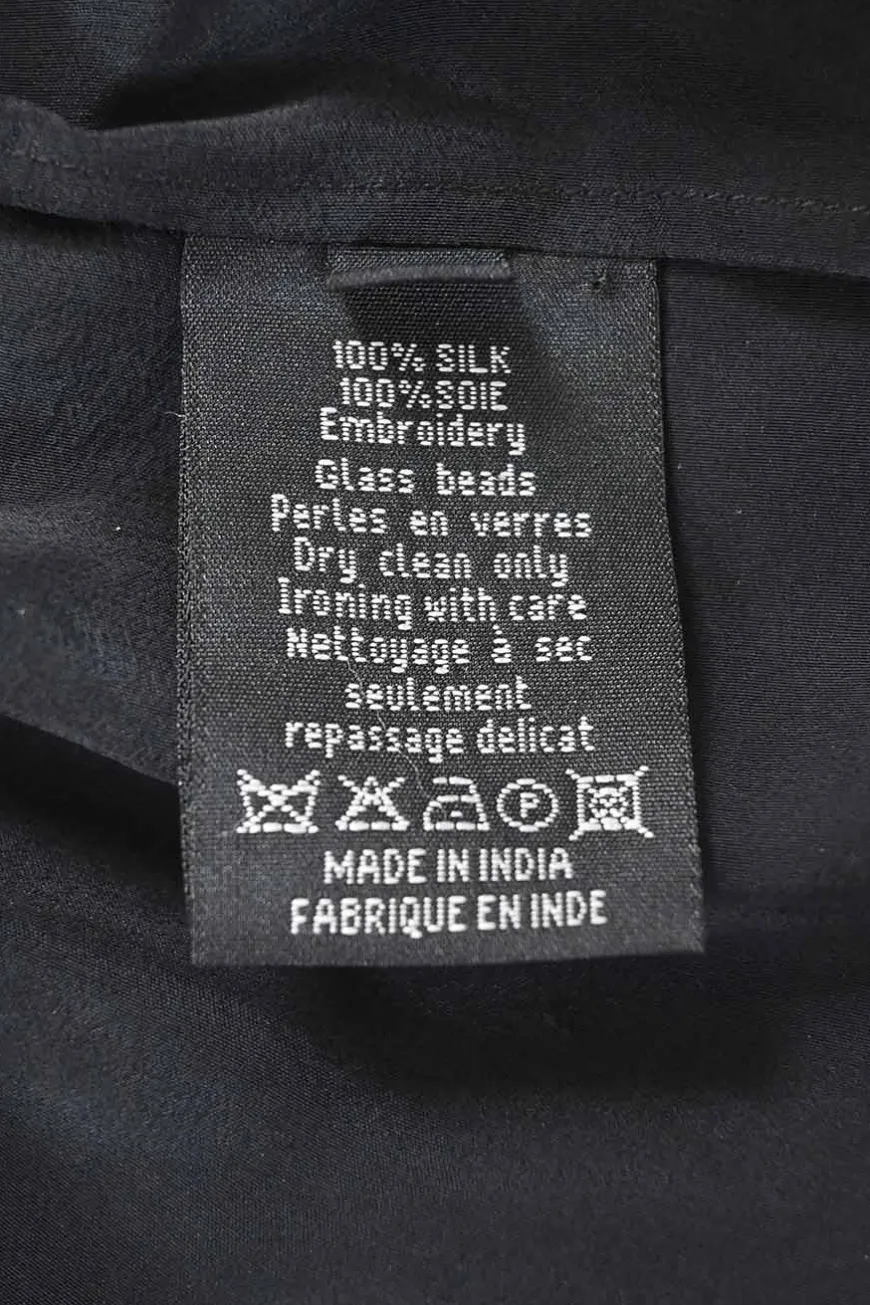 100% SILK
100%SOIE
Embroidery
Glass beads
Perles en verres
Dry clean only
Ironing with care
Nettoyage à sec
seulement
repassage delicat
P
MADE IN INDIA
FABRIQUE EN INDE